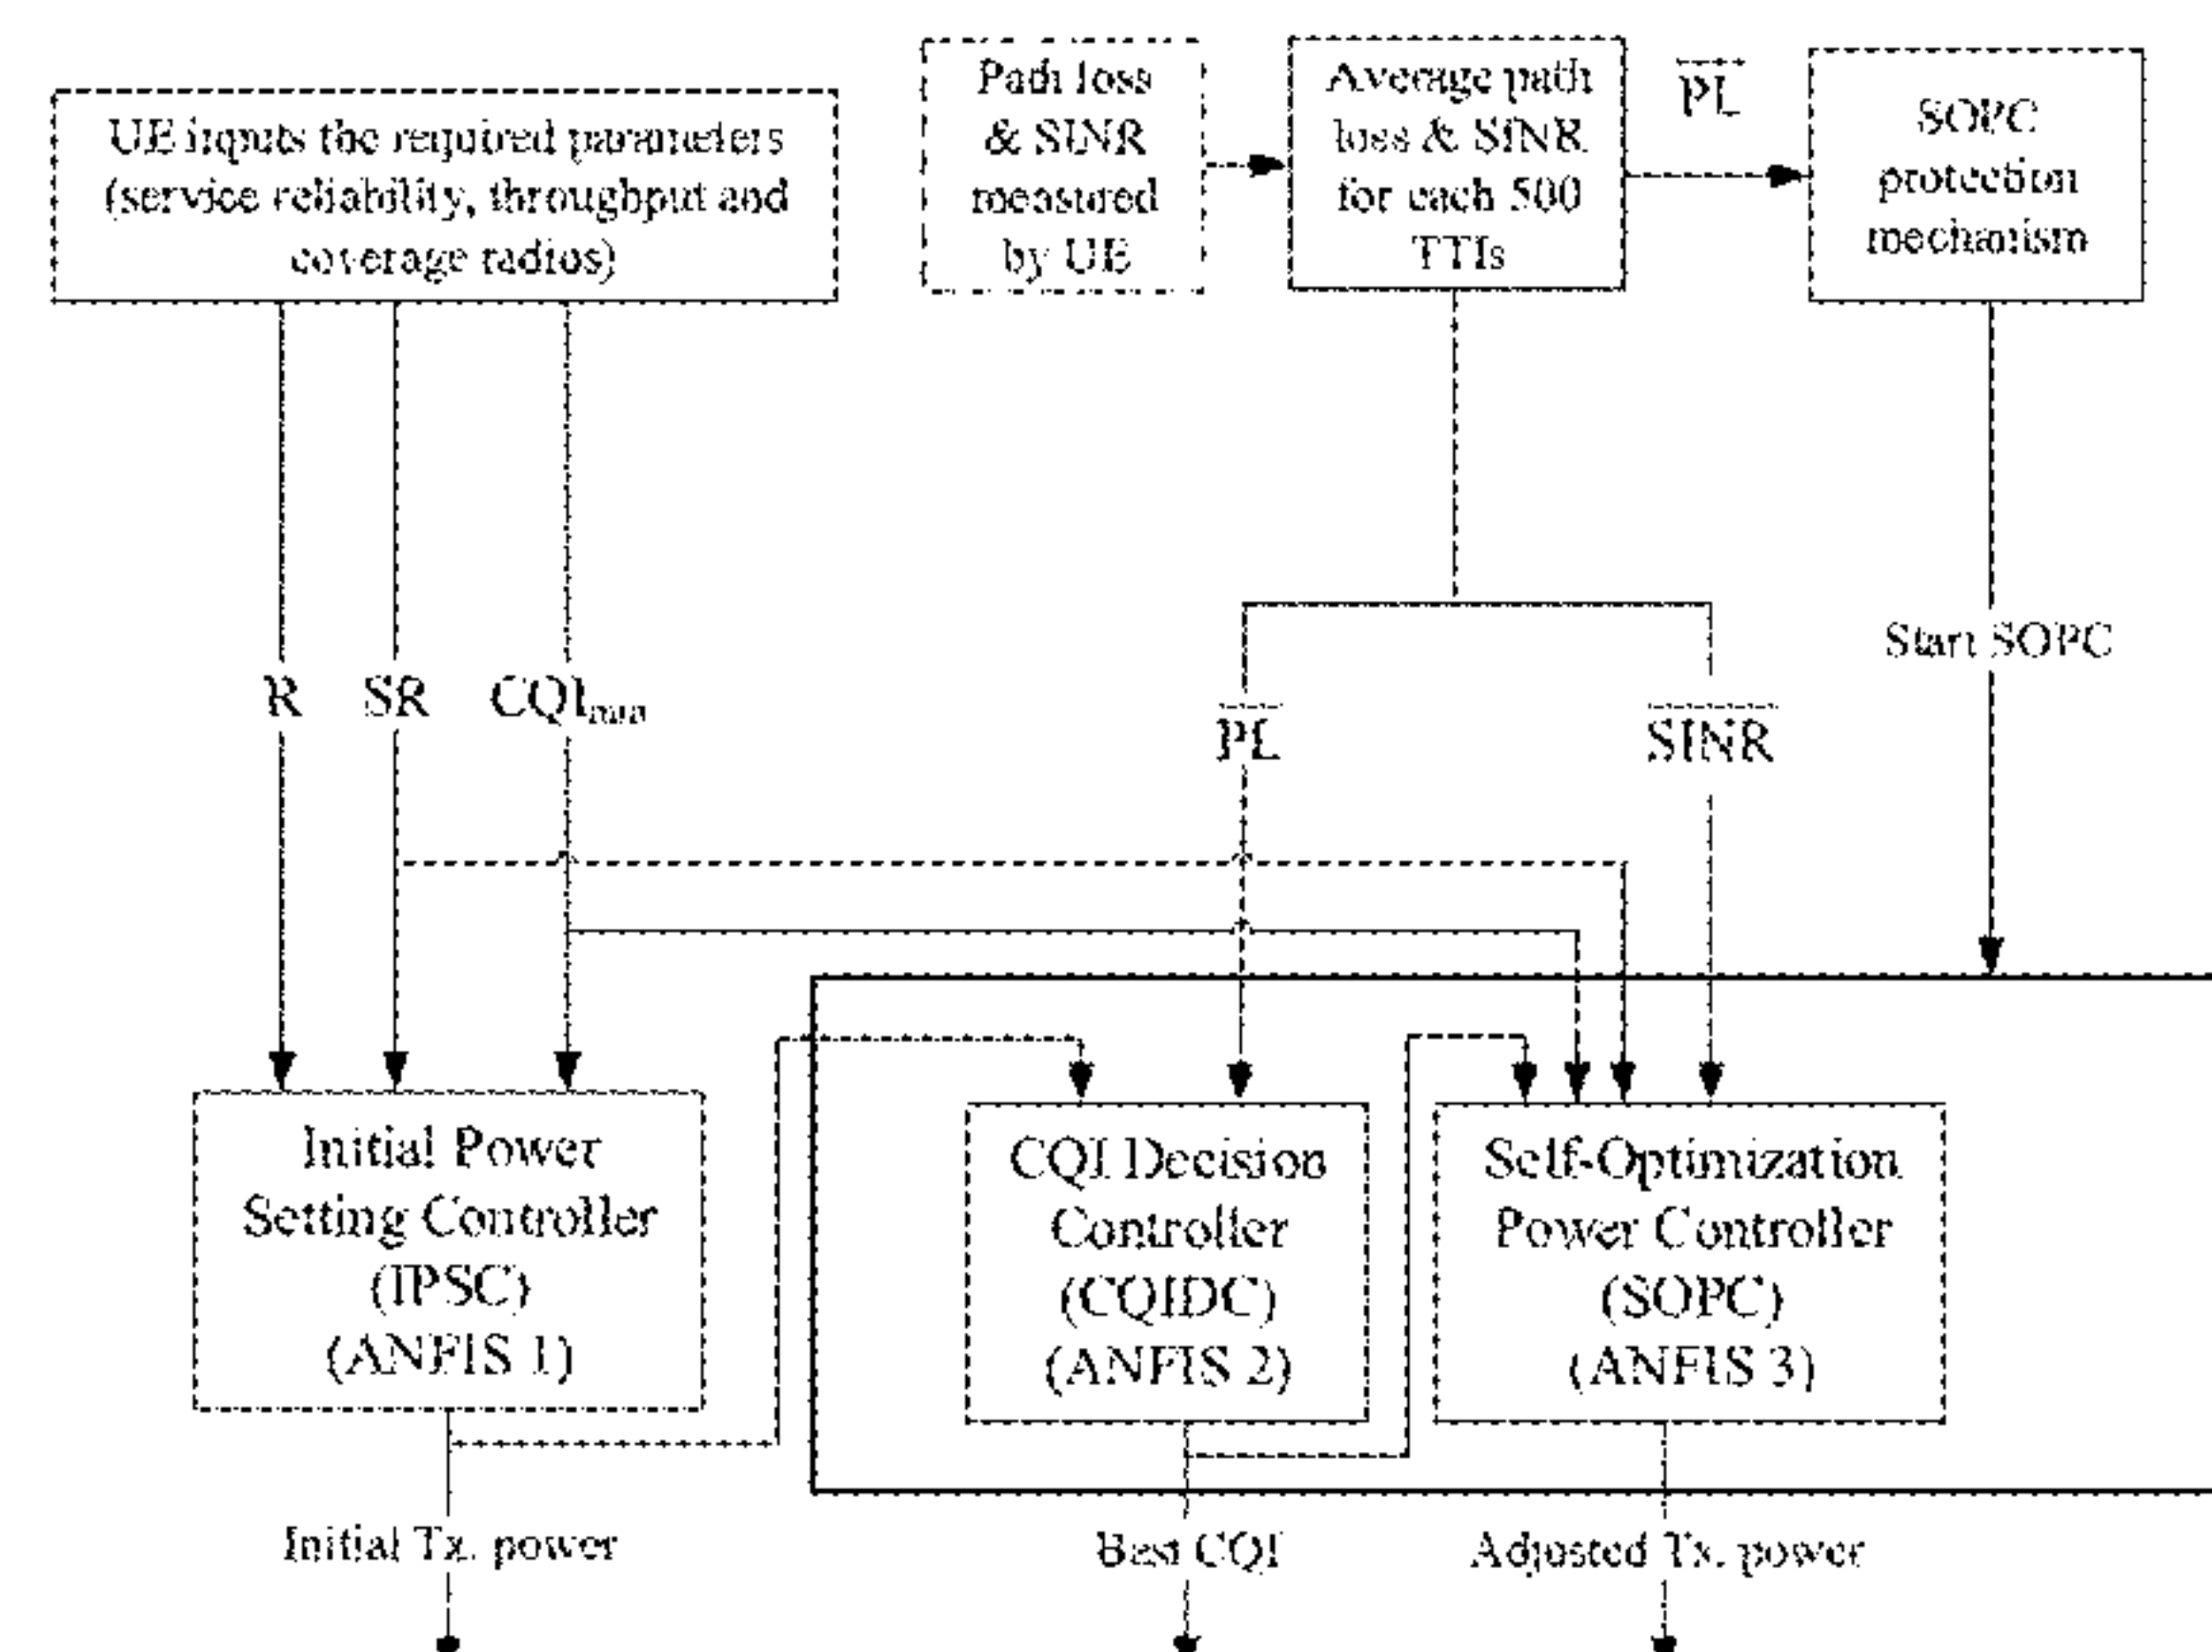 UE inputs the required parameters
(service reliability, throughput and
coverage radios)
Path loss
& SINR
measured
by UE
Average path
loss & SINR
for each 500
TTIs
PL
SOPC
protection
mechanism
Start SOPC
R SR CQImin
PL
SINR
Initial Power
Setting Controller
(IPSC)
(ANFIS 1)
CQI Decision
Controller
(CQIDC)
(ANFIS 2)
Self-Optimization
Power Controller
(SOPC)
(ANFIS 3)
Initial Tx. power
Best CQI
Adjusted Tx. power